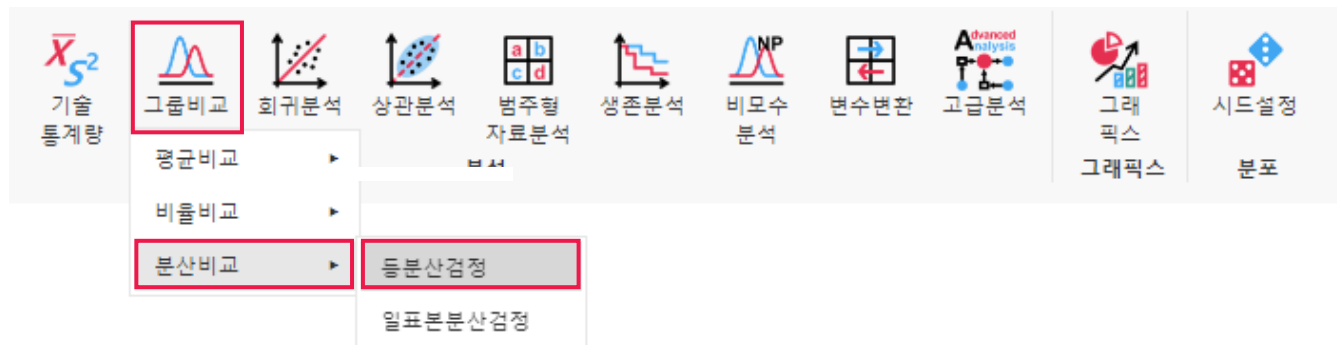 X S2
기술
통계량
그룹비교
회귀분석
상관분석
a b
c d
범주형
자료분석
생존분석
NP
비모수
분석
변수변환
Advanced
Analysis
고급분석
그래
픽스
시드설정
그래픽스
분포
평균비교
비율비교
분산비교
등분산검정
일표본분산검정